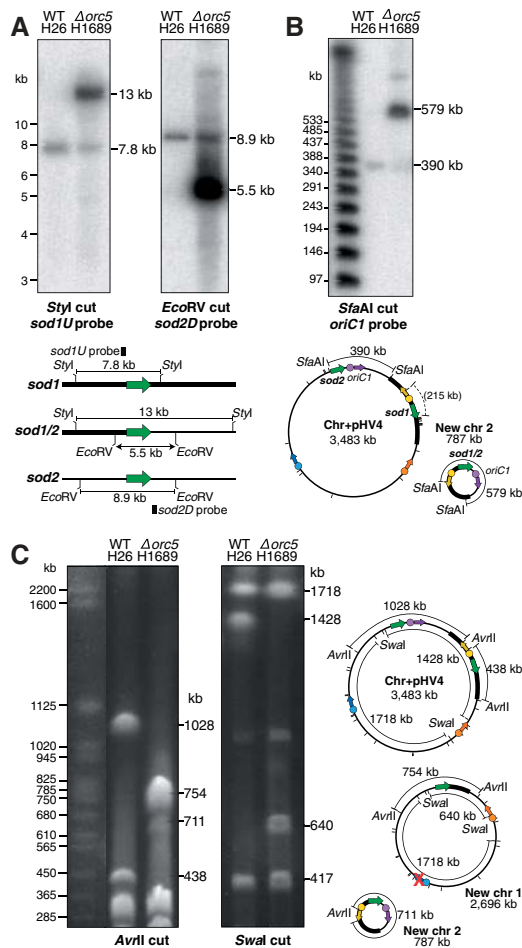 A
WT Δorc5
H26 H1689
kb
10
8
6
5
4
3
13 kb
7.8 kb
8.9 kb
5.5 kb
StyI cut
sod1U probe
EcoRV cut
sod2D probe
B
WT Δorc5
H26 H1689
kb
533
485
437
388
340
291
243
194
146
97
579 kb
390 kb
SfaAI cut
oriC1 probe
sod1U probe
StyI 7.8 kb StyI
sod1
StyI 13 kb StyI
sod1/2
EcoRV 5.5 kb EcoRV
sod2
EcoRV 8.9 kb EcoRV
sod2D probe
390 kb
SfaAI SfaAI
sod2 oriC1
(215 kb)
sod1
Chr+pHV4
3,483 kb
New chr 2
787 kb
sod1/2
oriC1
SfaAI
579 kb
SfaAI
C
WT Δorc5
H26 H1689
kb
2200
1600
1125
1020
945
825
785
750
680
610
565
450
365
285
kb
1028
754
711
438
AvrII cut
WT Δorc5
H26 H1689
kb
1718
1428
640
417
SwaI cut
1028 kb
AvrII SwaI AvrII
1428 kb
438 kb
Chr+pHV4
3,483 kb
AvrII
1718 kb SwaI
754 kb
AvrII AvrII
SwaI
640 kb
SwaI
1718 kb
X
New chr 1
2,696 kb
AvrII 711 kb
New chr 2
787 kb